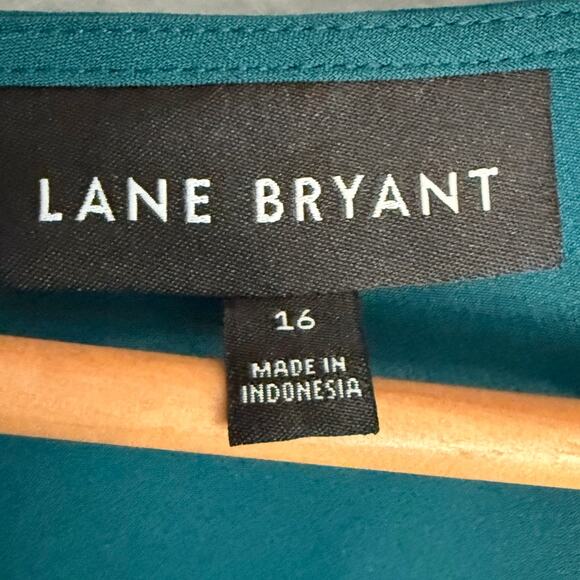 LANE BRYANT
16
MADE IN
INDONESIA